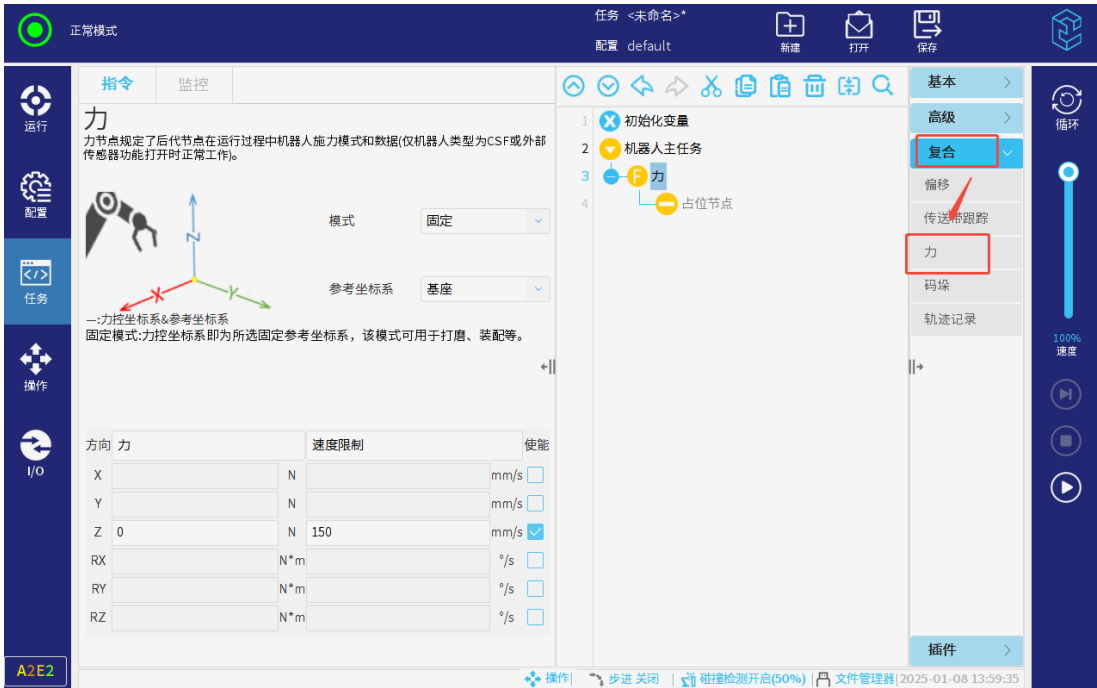 正常模式
任务 <未命名>*
配置 default
新建
打开
保存
运行
配置
任务
操作
I/O
A2E2
指令
监控
力
力节点规定了后代节点在运行过程中机器人施力模式和数据(仅机器人类型为CSF或外部
传感器功能打开时正常工作)。
Z
X
Y
模式
固定
参考坐标系
基座
—:力控坐标系&参考坐标系
固定模式:力控坐标系即为所选固定参考坐标系，该模式可用于打磨、装配等。
方向 力 速度限制 使能
X N mm/s
Y N mm/s
Z 0 N 150 mm/s
RX N*m °/s
RY N*m °/s
RZ N*m °/s
1 初始化变量
2 机器人主任务
3 F 力
4 占位节点
基本
高级
复合
偏移
传送带跟踪
力
码垛
轨迹记录
插件
循环
100%
速度
操作 步进 关闭 碰撞检测开启(50%) 文件管理器 2025-01-08 13:59:35